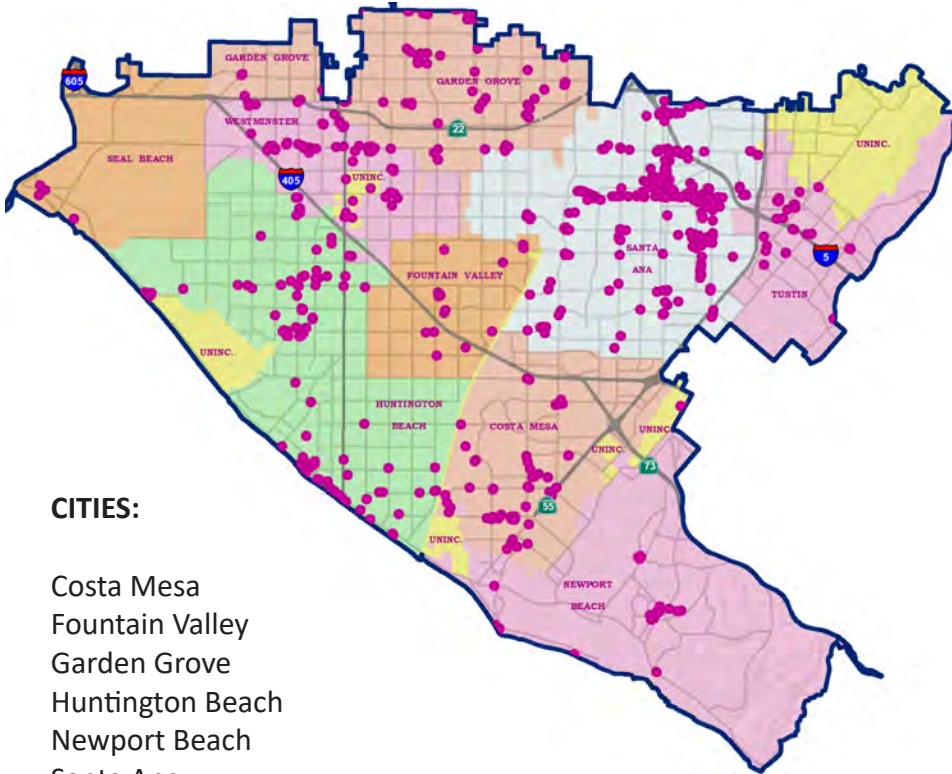 GARDEN GROVE
GARDEN GROVE
605
WESTMINSTER
22
SEAL BEACH
UNINC.
UNINC.
405
SANTA
ANA
5
FOUNTAIN VALLEY
TUSTIN
UNINC.
HUNTINGTON
BEACH
COSTA MESA
UNINC.
UNINC.
73
55
UNINC.
NEWPORT
BEACH
CITIES:
Costa Mesa
Fountain Valley
Garden Grove
Huntington Beach
Newport Beach
Santa Ana